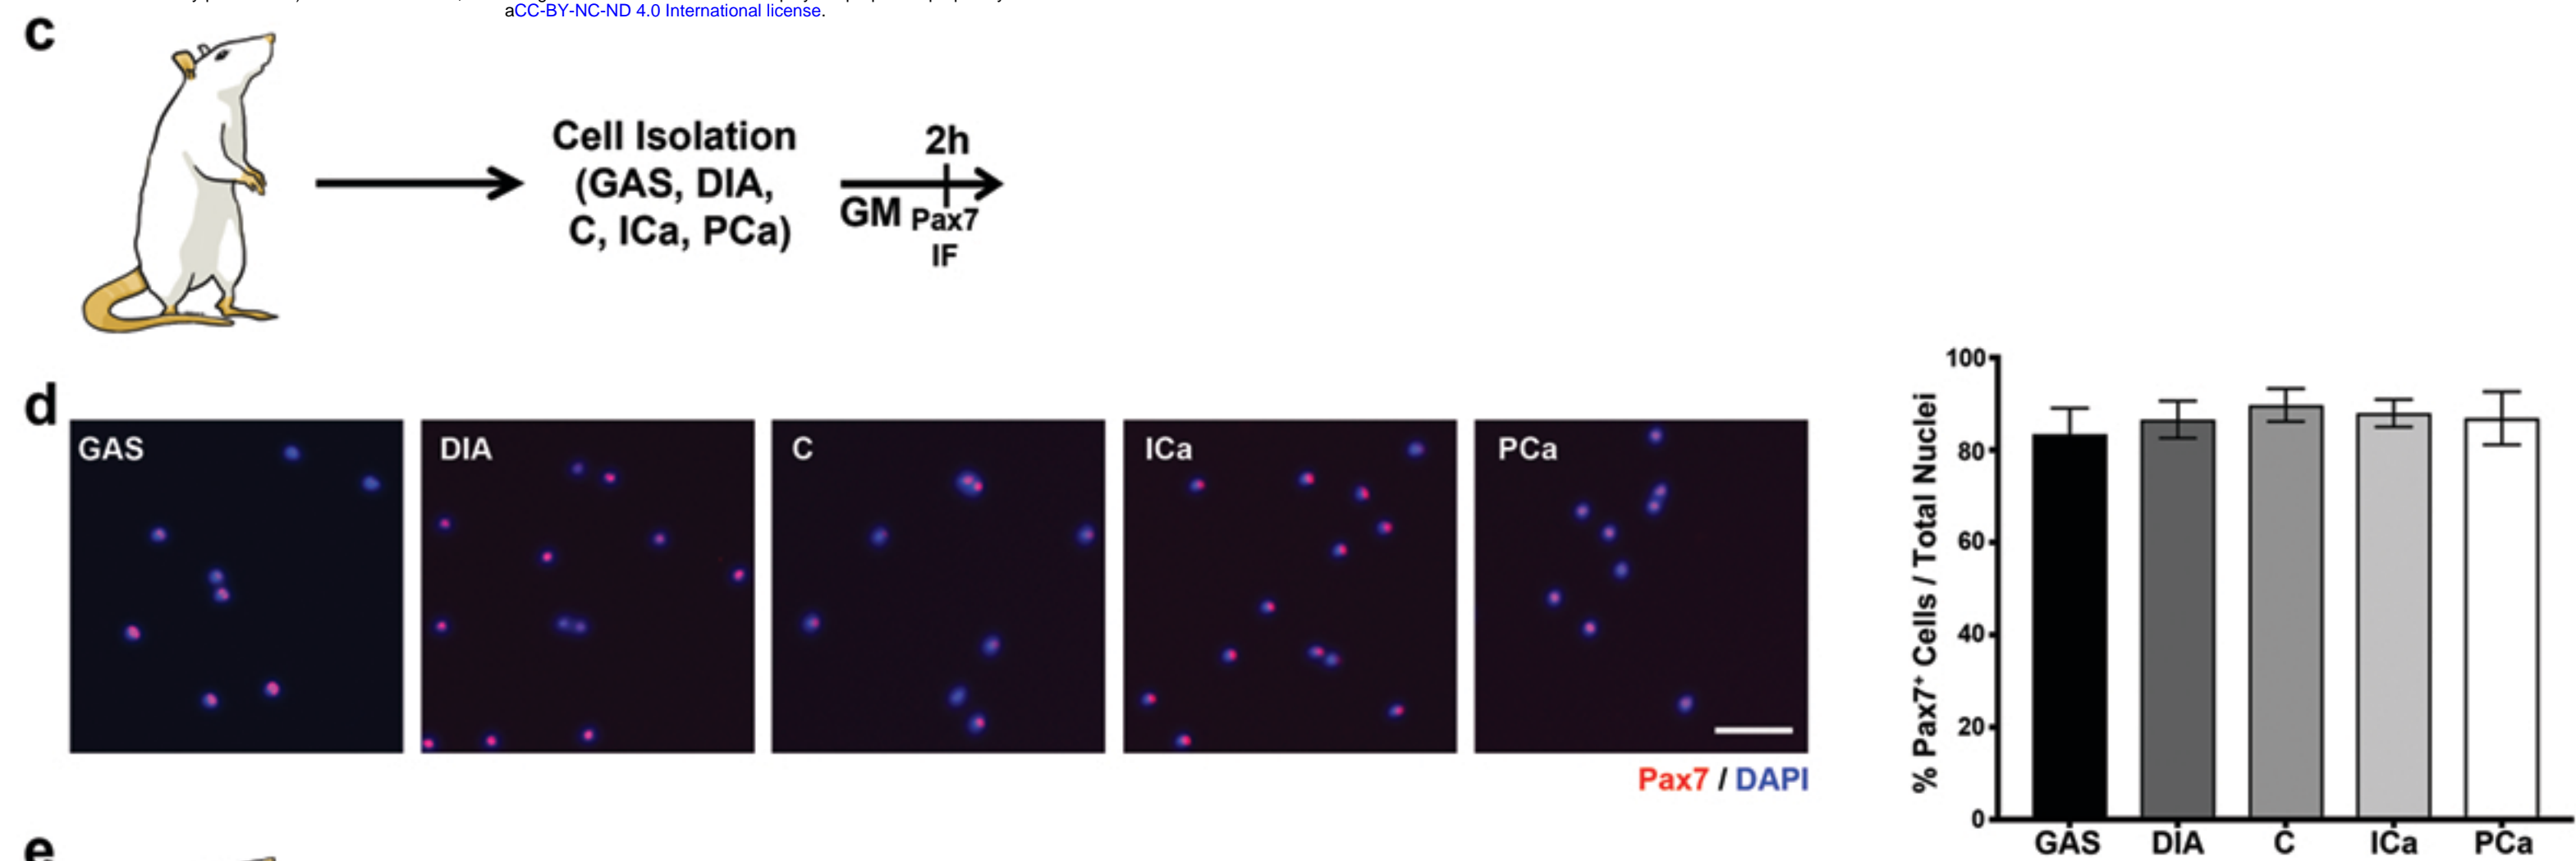 aCC-BY-NC-ND 4.0 International license.
c
Cell Isolation
(GAS, DIA,
C, ICa, PCa)
2h
GM Pax7
IF
d
GAS
DIA
C
ICa
PCa
Pax7 / DAPI
% Pax7+ Cells / Total Nuclei
100
80
60
40
20
0
GAS DIA C ICa PCa
e